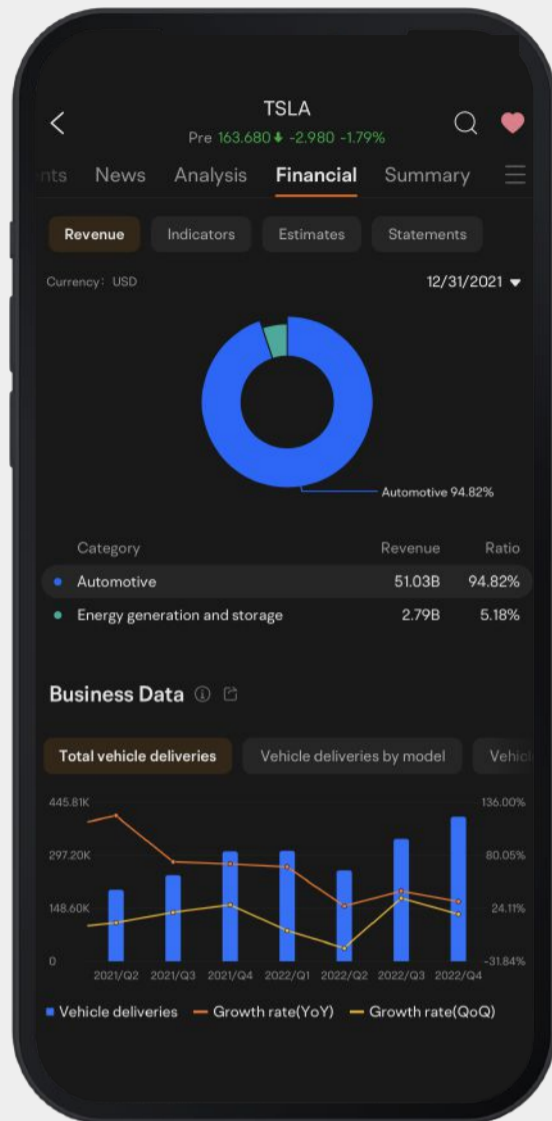 TSLA
Pre 163.680 -2.980 -1.79%
nts News Analysis Financial Summary
Revenue Indicators Estimates Statements
Currency: USD 12/31/2021
Automotive 94.82%
Category Revenue Ratio
Automotive 51.03B 94.82%
Energy generation and storage 2.79B 5.18%
Business Data
Total vehicle deliveries Vehicle deliveries by model Vehicl
445.81K 136.00%
297.20K 80.05%
148.60K 24.11%
0 -31.84%
2021/Q2 2021/Q3 2021/Q4 2022/Q1 2022/Q2 2022/Q3 2022/Q4
Vehicle deliveries Growth rate(YoY) Growth rate(QoQ)